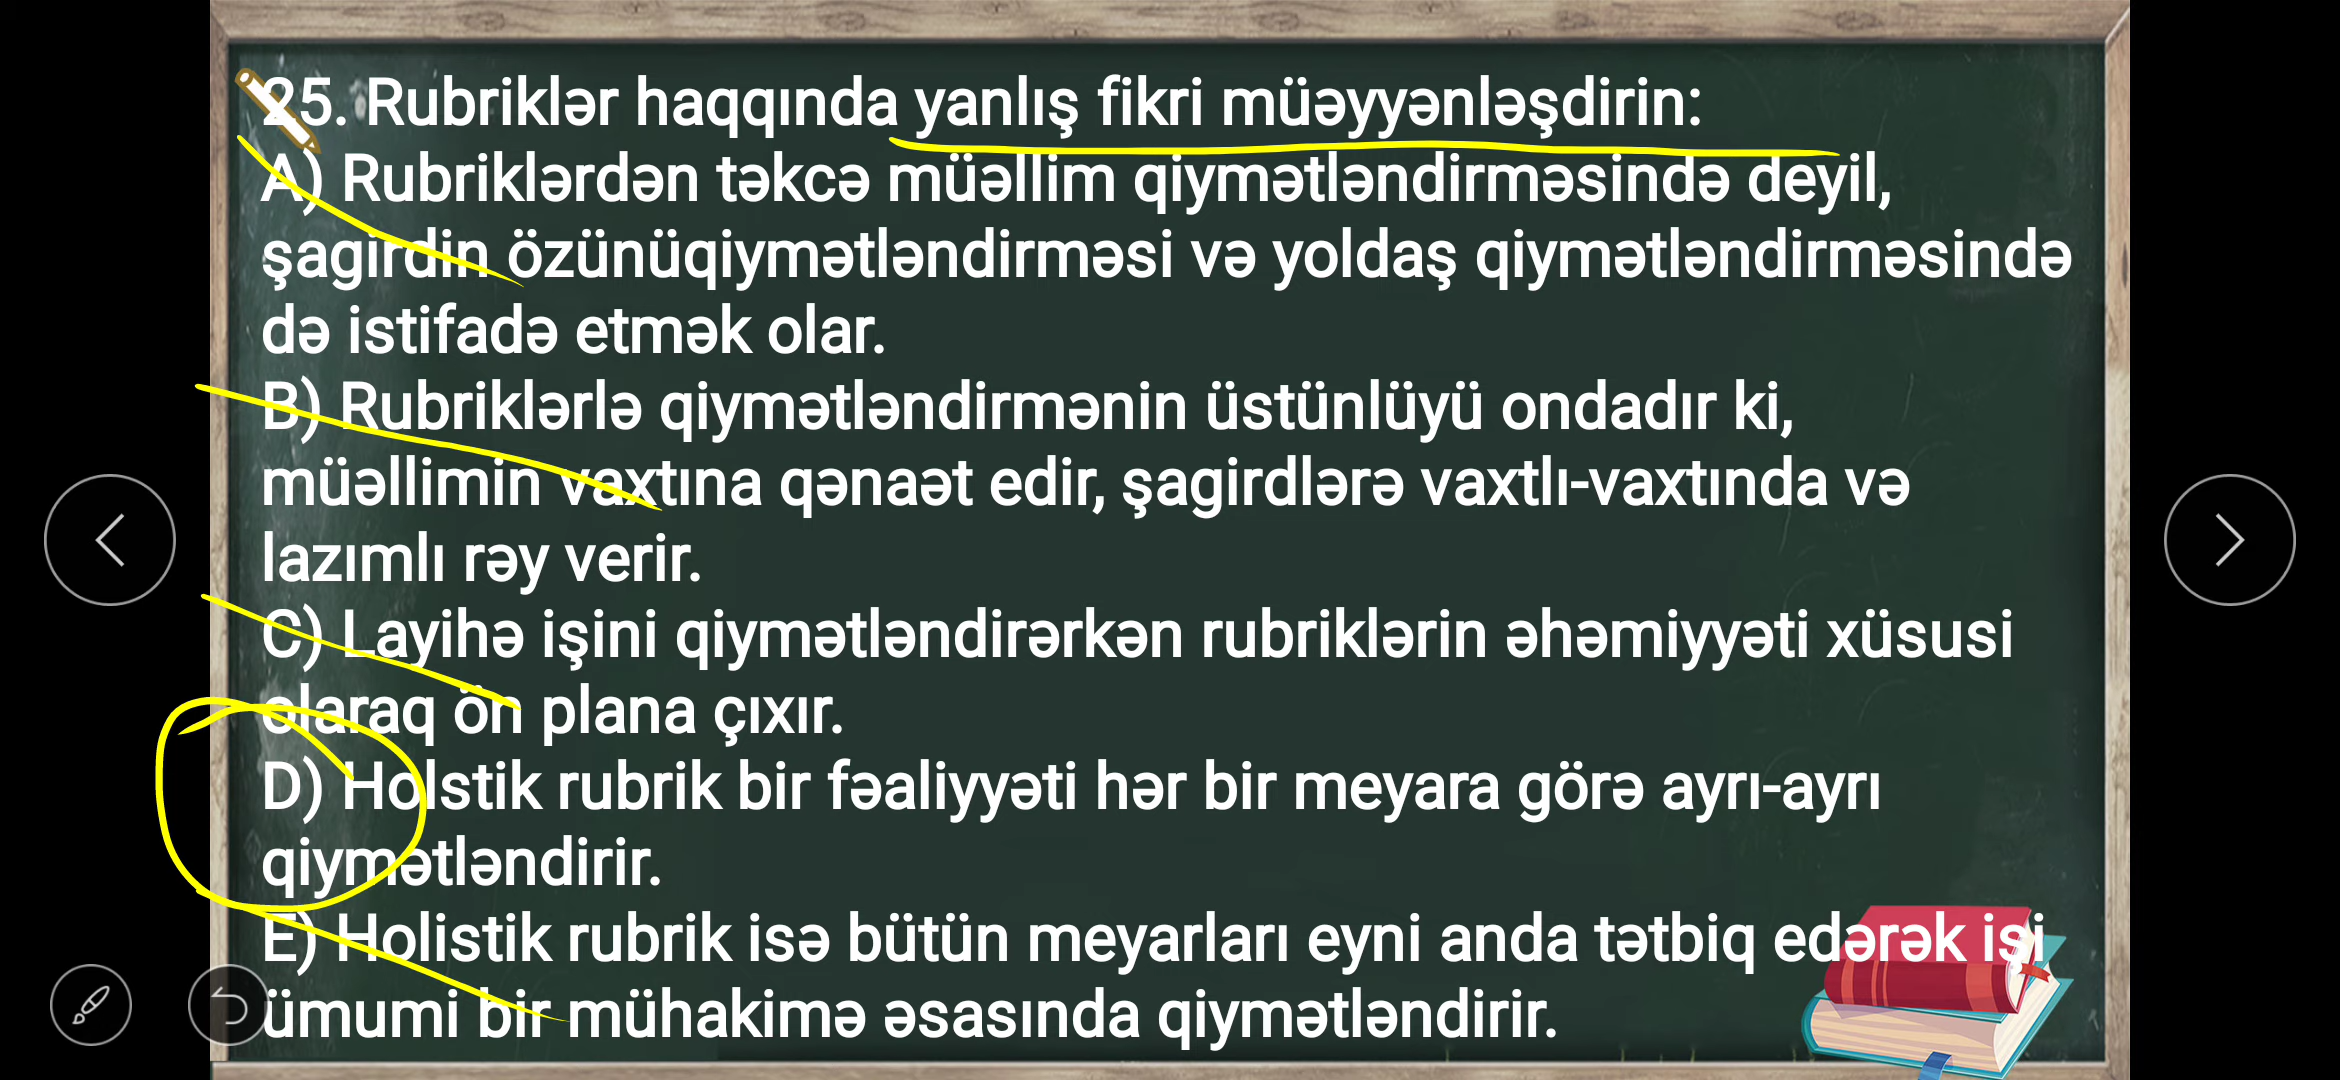 25. Rubriklər haqqında yanlış fikri müəyyənləşdirin:
A) Rubriklərdən təkcə müəllim qiymətləndirməsində deyil,
şagirdin özünüqiymətləndirməsi və yoldaş qiymətləndirməsində
də istifadə etmək olar.
B) Rubriklərlə qiymətləndirmənin üstünlüyü ondadır ki,
müəllimin vaxtına qənaət edir, şagirdlərə vaxtlı-vaxtında və
lazımlı rəy verir.
C) Layihə işini qiymətləndirərkən rubriklərin əhəmiyyəti xüsusi
olaraq ön plana çıxır.
D) Holstik rubrik bir fəaliyyəti hər bir meyara görə ayrı-ayrı
qiymətləndirir.
E) Holistik rubrik isə bütün meyarları eyni anda tətbiq edərək işi
ümumi bir mühakimə əsasında qiymətləndirir.